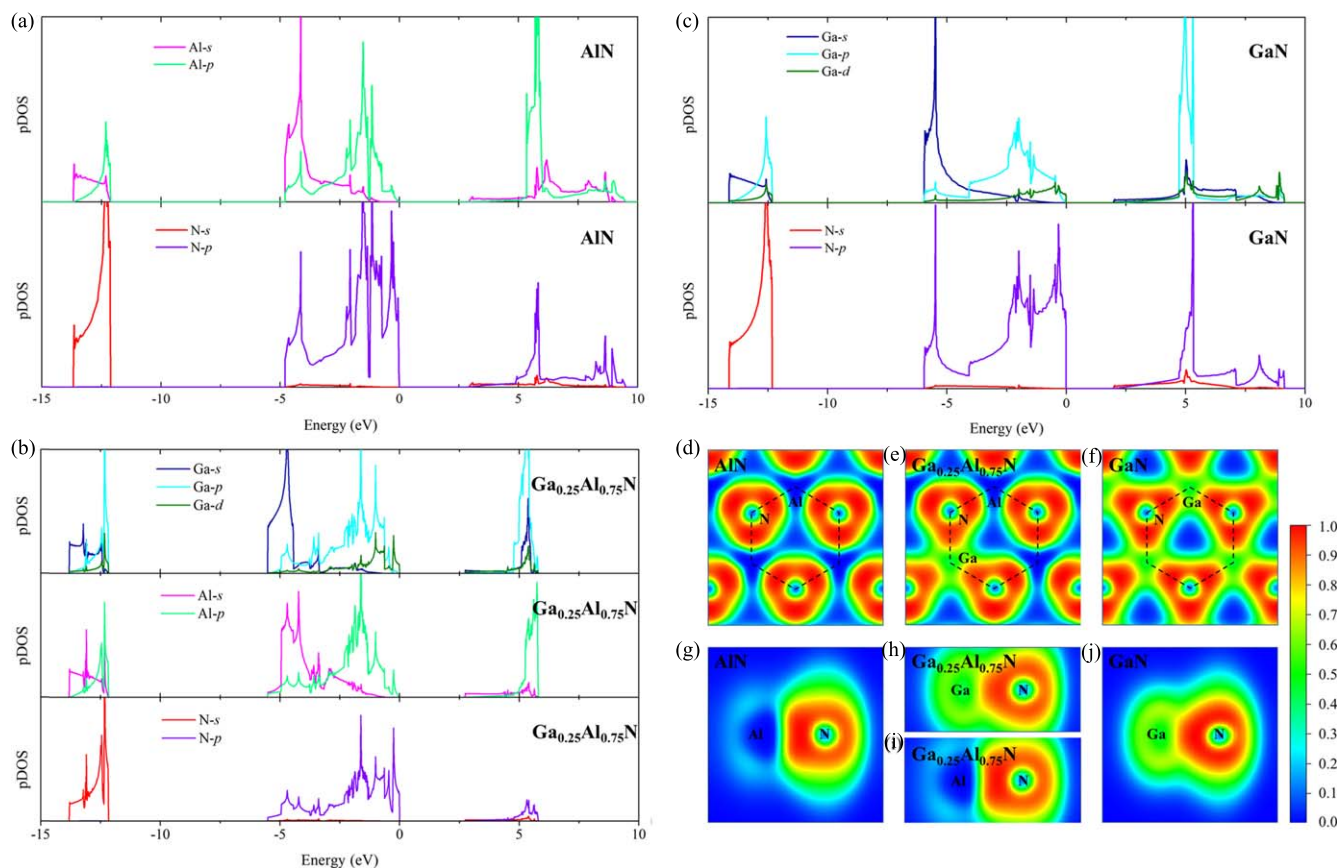 (a)
Al-s
Al-p
AlN
pDOS
N-s
N-p
AlN
pDOS
-15 -10 -5 0 5 10
Energy (eV)
(c)
Ga-s
Ga-p
Ga-d
GaN
pDOS
N-s
N-p
GaN
pDOS
-15 -10 -5 0 5 10
Energy (eV)
(b)
Ga-s
Ga-p
Ga-d
Ga0.25Al0.75N
pDOS
Al-s
Al-p
Ga0.25Al0.75N
pDOS
N-s
N-p
Ga0.25Al0.75N
pDOS
-15 -10 -5 0 5 10
Energy (eV)
(d) AlN
Al
N
(e) Ga0.25Al0.75N
Al
N
Ga
(f) GaN
Ga
N
(g) AlN
Al N
(h) Ga0.25Al0.75N
Ga N
(i) Ga0.25Al0.75N
Al N
(j) GaN
Ga N
1.0
0.9
0.8
0.7
0.6
0.5
0.4
0.3
0.2
0.1
0.0